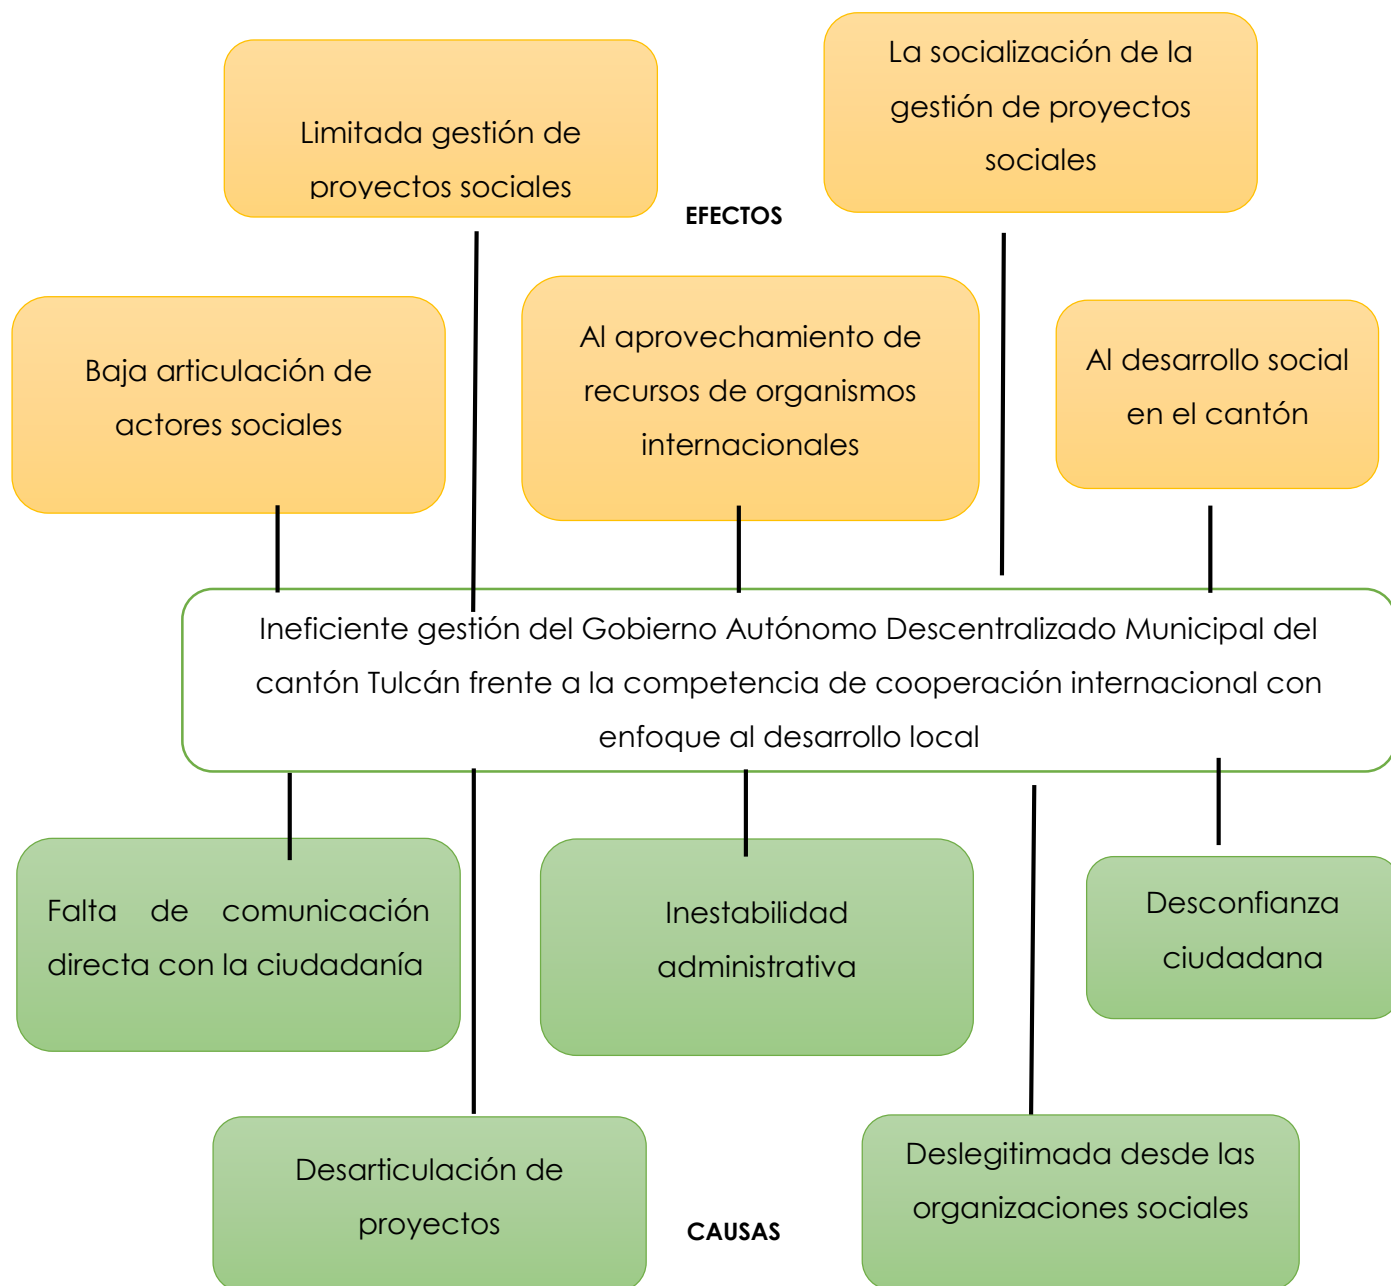 Limitada gestión de
proyectos sociales
La socialización de la
gestión de proyectos
sociales
EFECTOS
Baja articulación de
actores sociales
Al aprovechamiento de
recursos de organismos
internacionales
Al desarrollo social
en el cantón
Ineficiente gestión del Gobierno Autónomo Descentralizado Municipal del
cantón Tulcán frente a la competencia de cooperación internacional con
enfoque al desarrollo local
Falta de comunicación
directa con la ciudadanía
Inestabilidad
administrativa
Desconfianza
ciudadana
Desarticulación de
proyectos
Deslegitimada desde las
organizaciones sociales
CAUSAS